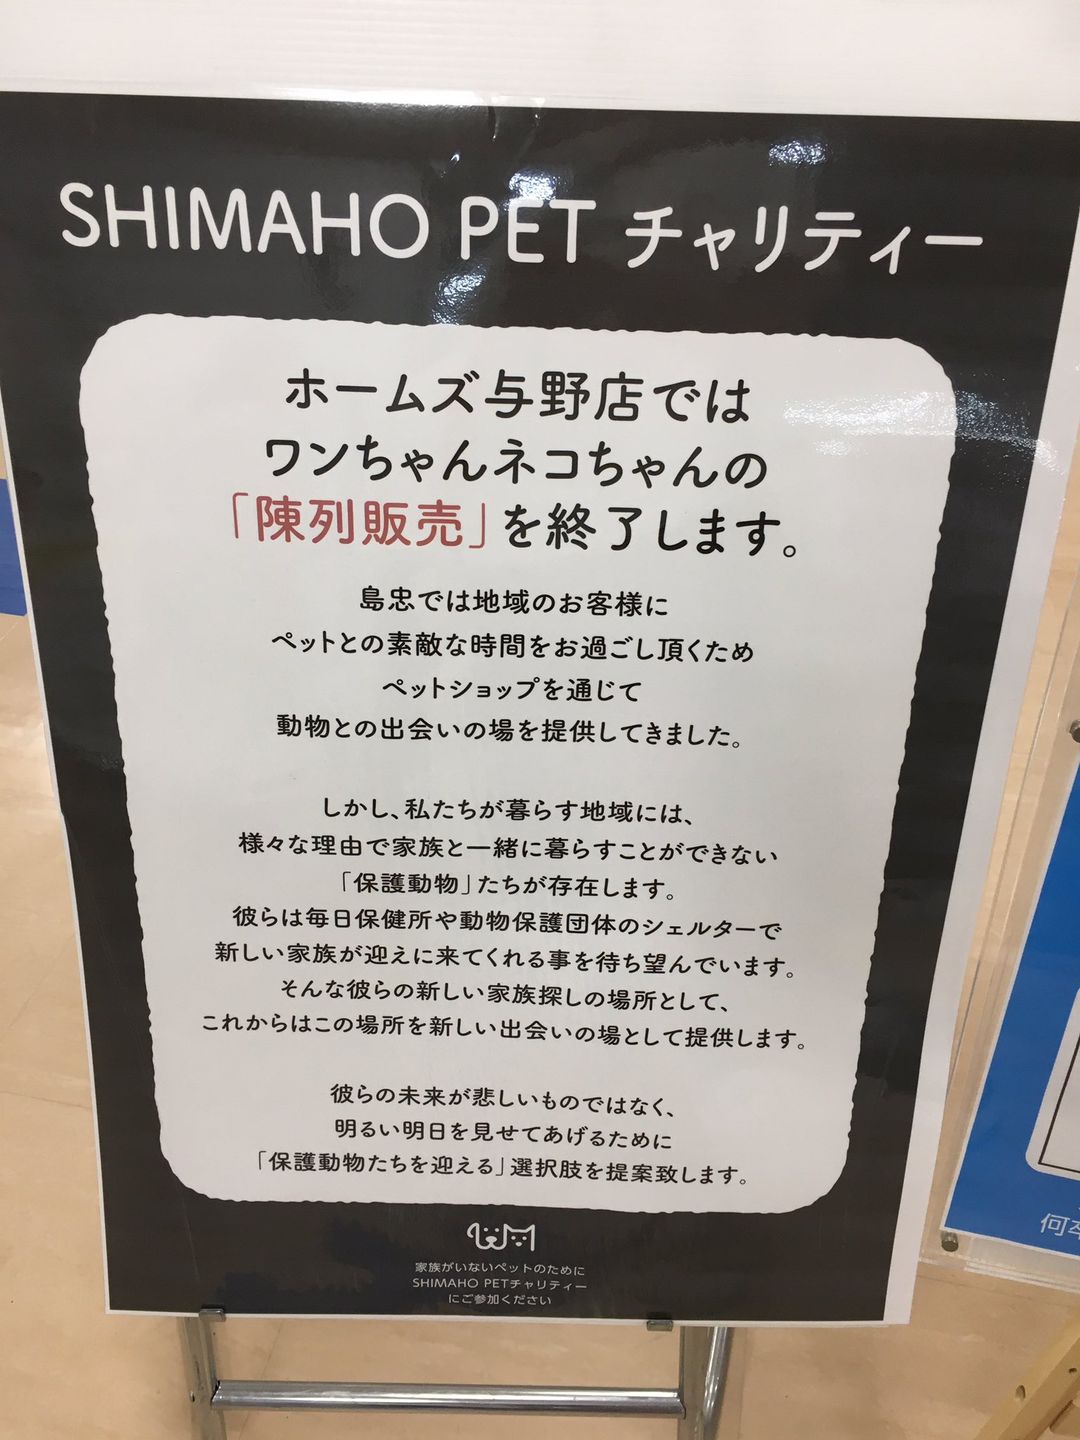 SHIMAHO PET チャリティー
ホームズ与野店では
ワンちゃんネコちゃんの
「陳列販売」を終了します。
島忠では地域のお客様に
ペットとの素敵な時間をお過ごし頂くため
ペットショップを通じて
動物との出会いの場を提供してきました。
しかし、私たちが暮らす地域には、
様々な理由で家族と一緒に暮らすことができない
「保護動物」たちが存在します。
彼らは毎日保健所や動物保護団体のシェルターで
新しい家族が迎えに来てくれる事を待ち望んでいます。
そんな彼らの新しい家族探しの場所として、
これからはこの場所を新しい出会いの場として提供します。
彼らの未来が悲しいものではなく、
明るい明日を見せてあげるために
「保護動物たちを迎える」選択肢を提案致します。
家族がいないペットのために
SHIMAHO PETチャリティー
にご参加ください